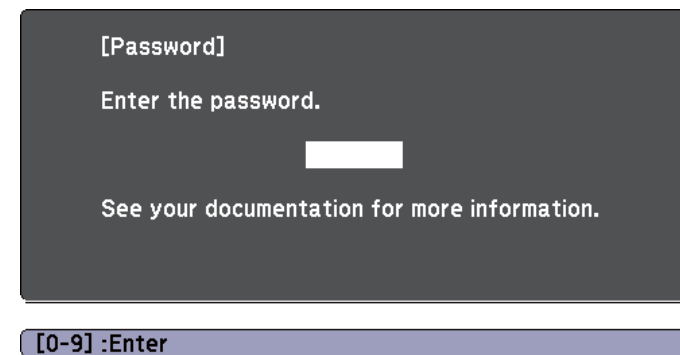 [Password]
Enter the password.
See your documentation for more information.
[0-9] :Enter